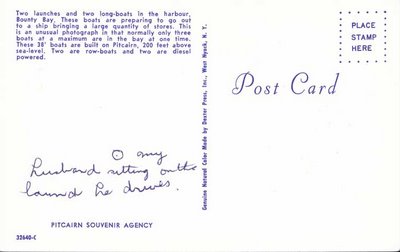 Two launches and two long-boats in the harbour,
Bounty Bay. These boats are preparing to go out
to a ship bringing a large quantity of stores. This
is an unusual photograph in that normally only three
boats at a maximum are in the bay at one time.
These 38' boats are built on Pitcairn, 200 feet above
sea-level. Two are row-boats and two are diesel
powered.
Genuine Natural Color Made by Dexter Press, Inc., West Nyack, N. Y.
PLACE
STAMP
HERE
Post Card
my
husband sitting on the
launch he drives.
PITCAIRN SOUVENIR AGENCY
32640-C